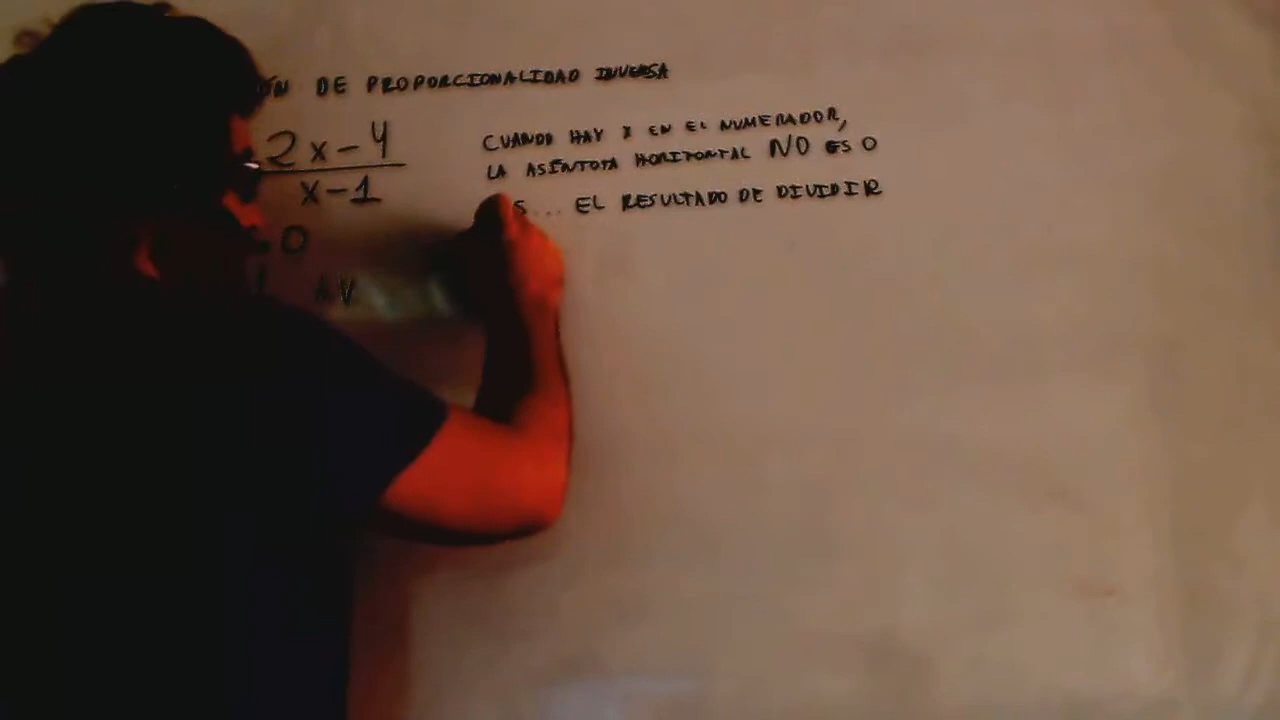 DE PROPORCIONALIDAD INVERSA
2x-4
x-1
0
AV
CUANDO HAY X EN EL NUMERADOR,
LA ASÍNTOTA HORIZONTAL NO ES 0
... EL RESULTADO DE DIVIDIR